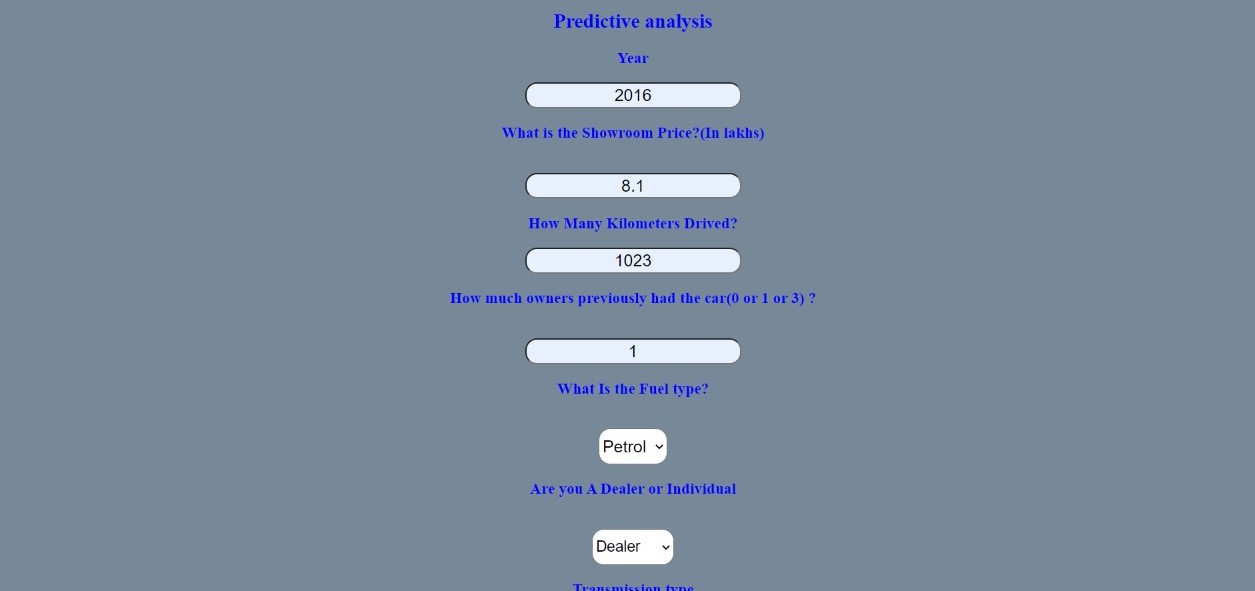 Predictive analysis
Year
2016
What is the Showroom Price?(In lakhs)
8.1
How Many Kilometers Drived?
1023
How much owners previously had the car(0 or 1 or 3) ?
1
What Is the Fuel type?
Petrol
Are you A Dealer or Individual
Dealer
Transmission type